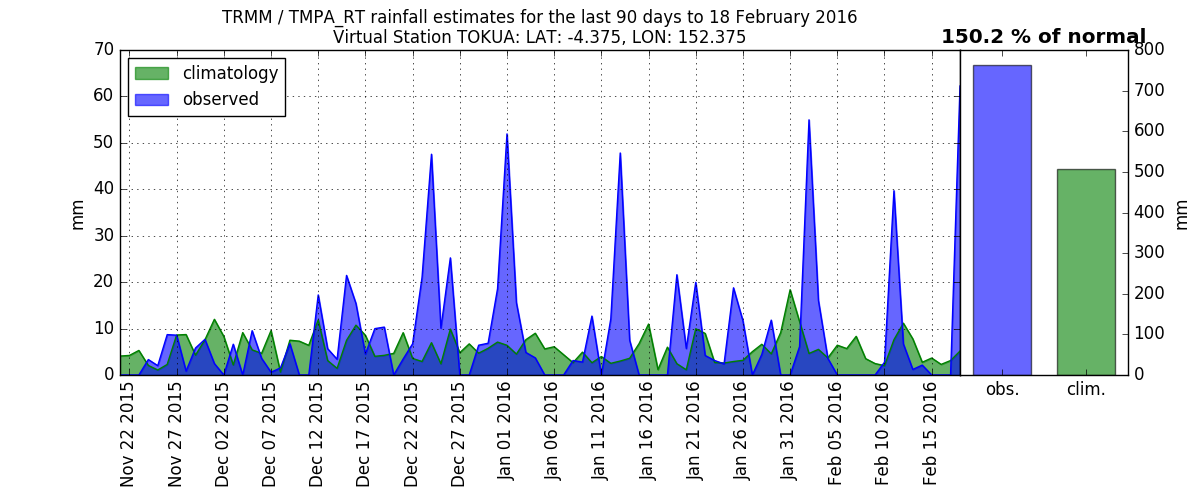 TRMM / TMPA_RT rainfall estimates for the last 90 days to 18 February 2016
Virtual Station TOKUA: LAT: -4.375, LON: 152.375
150.2 % of normal
climatology
observed
mm
70
60
50
40
30
20
10
0
Nov 22 2015
Nov 27 2015
Dec 02 2015
Dec 07 2015
Dec 12 2015
Dec 17 2015
Dec 22 2015
Dec 27 2015
Jan 01 2016
Jan 06 2016
Jan 11 2016
Jan 16 2016
Jan 21 2016
Jan 26 2016
Jan 31 2016
Feb 05 2016
Feb 10 2016
Feb 15 2016
obs.
clim.
800
700
600
500
400
300
200
100
0
mm